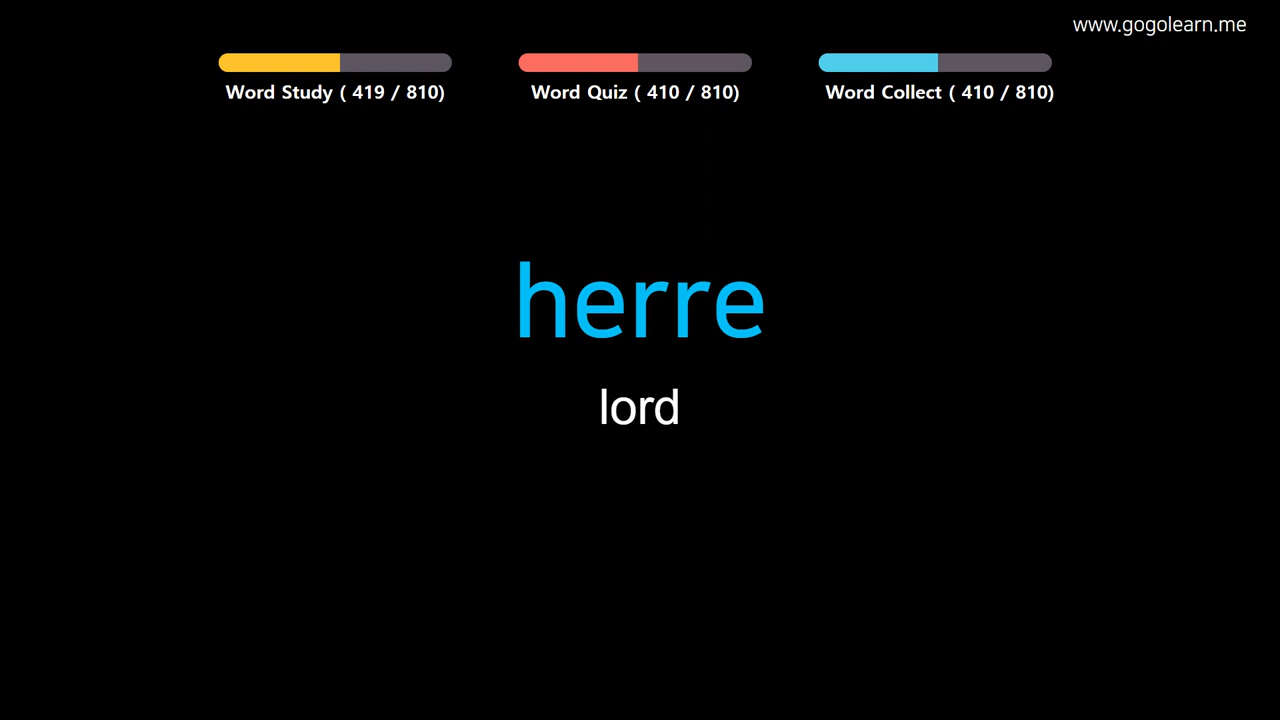 www.gogolearn.me
Word Study ( 419 / 810)
Word Quiz ( 410 / 810)
Word Collect ( 410 / 810)
herre
lord